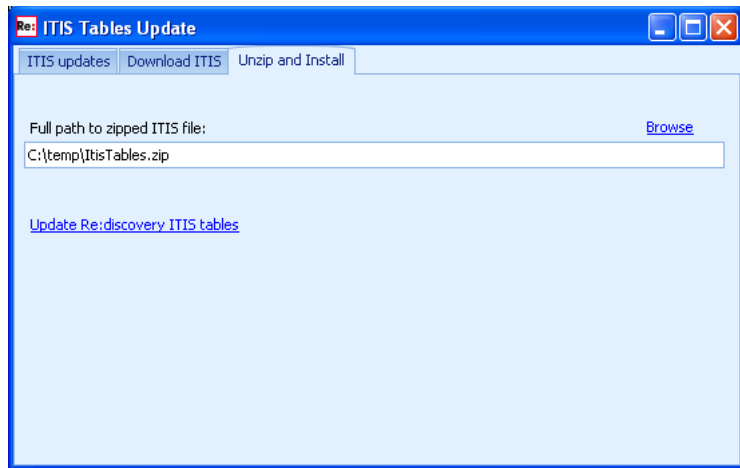 Re: ITIS Tables Update
ITIS updates Download ITIS Unzip and Install
Full path to zipped ITIS file: Browse
C:\temp\ItisTables.zip
Update Re:discovery ITIS tables